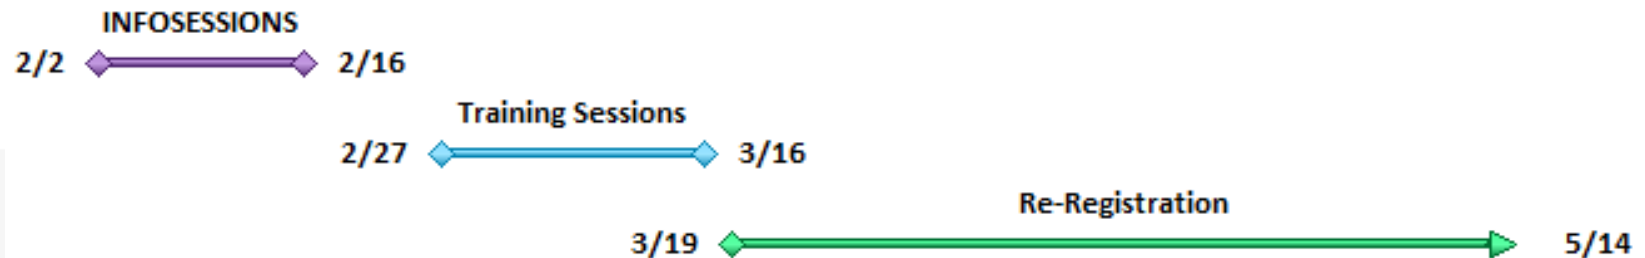 INFOSESSIONS
2/2 2/16
Training Sessions
2/27 3/16
Re-Registration
3/19 5/14